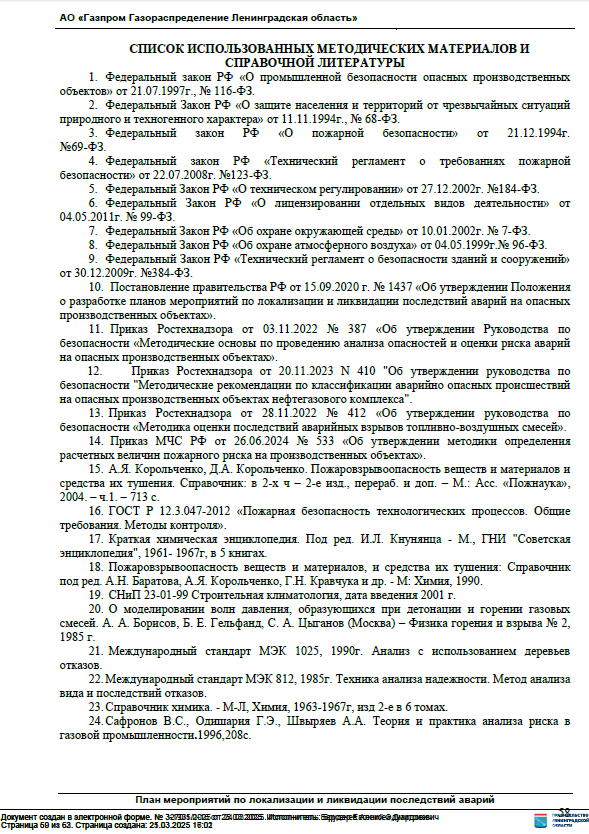 АО «Газпром Газораспределение Ленинградская область»
СПИСОК ИСПОЛЬЗОВАННЫХ МЕТОДИЧЕСКИХ МАТЕРИАЛОВ И
СПРАВОЧНОЙ ЛИТЕРАТУРЫ
1. Федеральный закон РФ «О промышленной безопасности опасных производственных
объектов» от 21.07.1997г., № 116-ФЗ.
2. Федеральный Закон РФ «О защите населения и территорий от чрезвычайных ситуаций
природного и техногенного характера» от 11.11.1994г., № 68-ФЗ.
3. Федеральный закон РФ «О пожарной безопасности» от 21.12.1994г.
№69-ФЗ.
4. Федеральный закон РФ «Технический регламент о требованиях пожарной
безопасности» от 22.07.2008г. №123-ФЗ.
5. Федеральный Закон РФ «О техническом регулировании» от 27.12.2002г. №184-ФЗ.
6. Федеральный Закон РФ «О лицензировании отдельных видов деятельности» от
04.05.2011г. № 99-ФЗ.
7. Федеральный Закон РФ «Об охране окружающей среды» от 10.01.2002г. № 7-ФЗ.
8. Федеральный Закон РФ «Об охране атмосферного воздуха» от 04.05.1999г.№ 96-ФЗ.
9. Федеральный Закон РФ «Технический регламент о безопасности зданий и сооружений»
от 30.12.2009г. №384-ФЗ.
10. Постановление правительства РФ от 15.09.2020 г. № 1437 «Об утверждении Положения
о разработке планов мероприятий по локализации и ликвидации последствий аварий на опасных
производственных объектах».
11. Приказ Ростехнадзора от 03.11.2022 № 387 «Об утверждении Руководства по
безопасности «Методические основы по проведению анализа опасностей и оценки риска аварий
на опасных производственных объектах».
12. Приказ Ростехнадзора от 20.11.2023 N 410 "Об утверждении руководства по
безопасности "Методические рекомендации по классификации аварийно опасных происшествий
на опасных производственных объектах нефтегазового комплекса".
13. Приказ Ростехнадзора от 28.11.2022 № 412 «Об утверждении руководства по
безопасности «Методика оценки последствий аварийных взрывов топливно-воздушных смесей».
14. Приказ МЧС РФ от 26.06.2024 № 533 «Об утверждении методики определения
расчетных величин пожарного риска на производственных объектах».
15. А.Я. Корольченко, Д.А. Корольченко. Пожаровзрывоопасность веществ и материалов и
средства их тушения. Справочник: в 2-х ч – 2-е изд., перераб. и доп. – М.: Асс. «Пожнаука»,
2004. – ч.1. – 713 с.
16. ГОСТ Р 12.3.047-2012 «Пожарная безопасность технологических процессов. Общие
требования. Методы контроля».
17. Краткая химическая энциклопедия. Под ред. И.Л. Кнунянца - М., ГНИ "Советская
энциклопедия", 1961- 1967г, в 5 книгах.
18. Пожаровзрывоопасность веществ и материалов, и средства их тушения: Справочник
под ред. А.Н. Баратова, А.Я. Корольченко, Г.Н. Кравчука и др. - М: Химия, 1990.
19. СНиП 23-01-99 Строительная климатология, дата введения 2001 г.
20. О моделировании волн давления, образующихся при детонации и горении газовых
смесей. А. А. Борисов, Б. Е. Гельфанд, С. А. Цыганов (Москва) – Физика горения и взрыва № 2,
1985 г.
21. Международный стандарт МЭК 1025, 1990г. Анализ с использованием деревьев
отказов.
22. Международный стандарт МЭК 812, 1985г. Техника анализа надежности. Метод анализа
вида и последствий отказов.
23. Справочник химика. - М-Л, Химия, 1963-1967г, изд 2-е в 6 томах.
24. Сафронов В.С., Одишария Г.Э., Швыряев А.А. Теория и практика анализа риска в
газовой промышленности.1996,208с.
План мероприятий по локализации и ликвидации последствий аварий
Документ создан в электронной форме. №
Страница 59 из 63. Страница создана: 21.03.2025 16:02